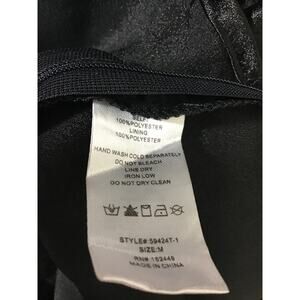 SELF:
100%POLYESTER
LINING
100%POLYESTER
HAND WASH COLD SEPARATELY
DO NOT BLEACH
LINE DRY
IRON LOW
DO NOT DRY CLEAN
STYLE#:59424T-1
SIZE:M
RN#:152449
MADE IN CHINA